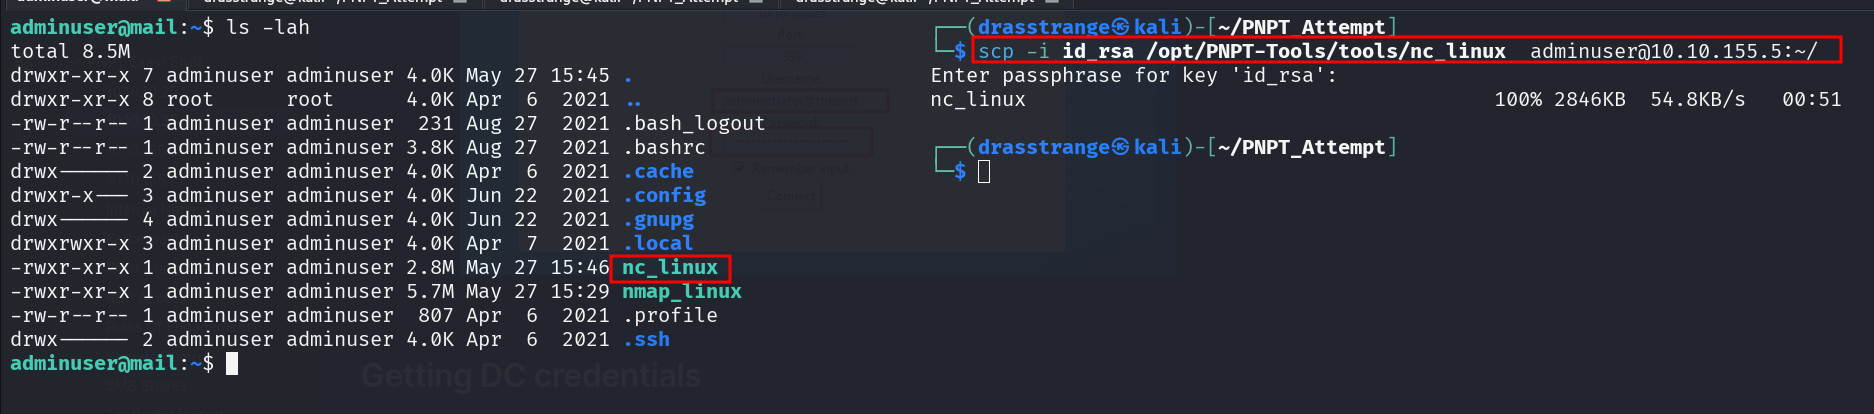 adminuser@mail:~$ ls -lah
total 8.5M
drwxr-xr-x 7 adminuser adminuser 4.0K May 27 15:45 .
drwxr-xr-x 8 root      root      4.0K Apr  6  2021 ..
-rw-r--r-- 1 adminuser adminuser  231 Aug 27  2021 .bash_logout
-rw-r--r-- 1 adminuser adminuser 3.8K Aug 27  2021 .bashrc
drwx------ 2 adminuser adminuser 4.0K Apr  6  2021 .cache
drwxr-x--- 3 adminuser adminuser 4.0K Jun 22  2021 .config
drwx------ 4 adminuser adminuser 4.0K Jun 22  2021 .gnupg
drwxrwxr-x 3 adminuser adminuser 4.0K Apr  7  2021 .local
-rwxr-xr-x 1 adminuser adminuser 2.8M May 27 15:46 nc_linux
-rwxr-xr-x 1 adminuser adminuser 5.7M May 27 15:29 nmap_linux
-rw-r--r-- 1 adminuser adminuser  807 Apr  6  2021 .profile
drwx------ 2 adminuser adminuser 4.0K Apr  6  2021 .ssh
adminuser@mail:~$
┌──(drasstrange㉿kali)-[~/PNPT_Attempt]
└─$ scp -i id_rsa /opt/PNPT-Tools/tools/nc_linux  adminuser@10.10.155.5:~/
Enter passphrase for key 'id_rsa':
nc_linux 100% 2846KB  54.8KB/s   00:51
┌──(drasstrange㉿kali)-[~/PNPT_Attempt]
└─$
Port:
Username:
Password:
Remember input
Connect
Getting DC credentials
SMB Shares